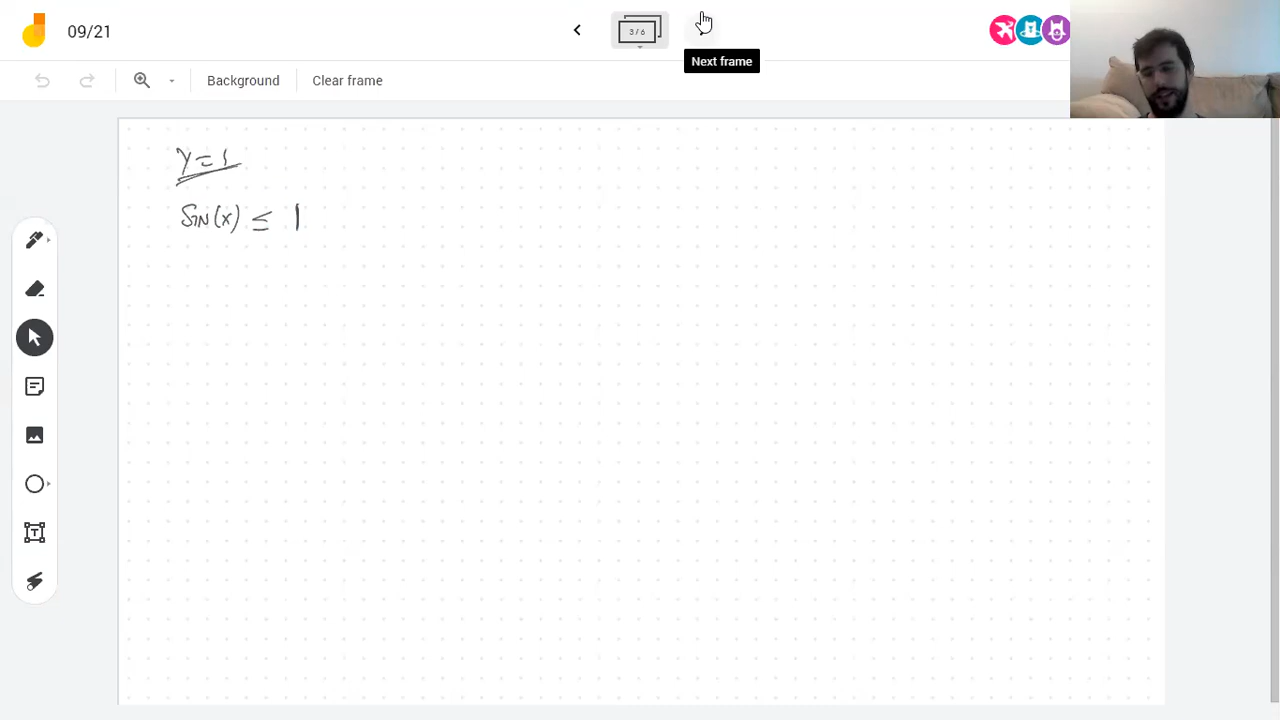 09/21
3 / 6
Next frame
Background
Clear frame
y = 1
SIN(x) ≤ 1
T